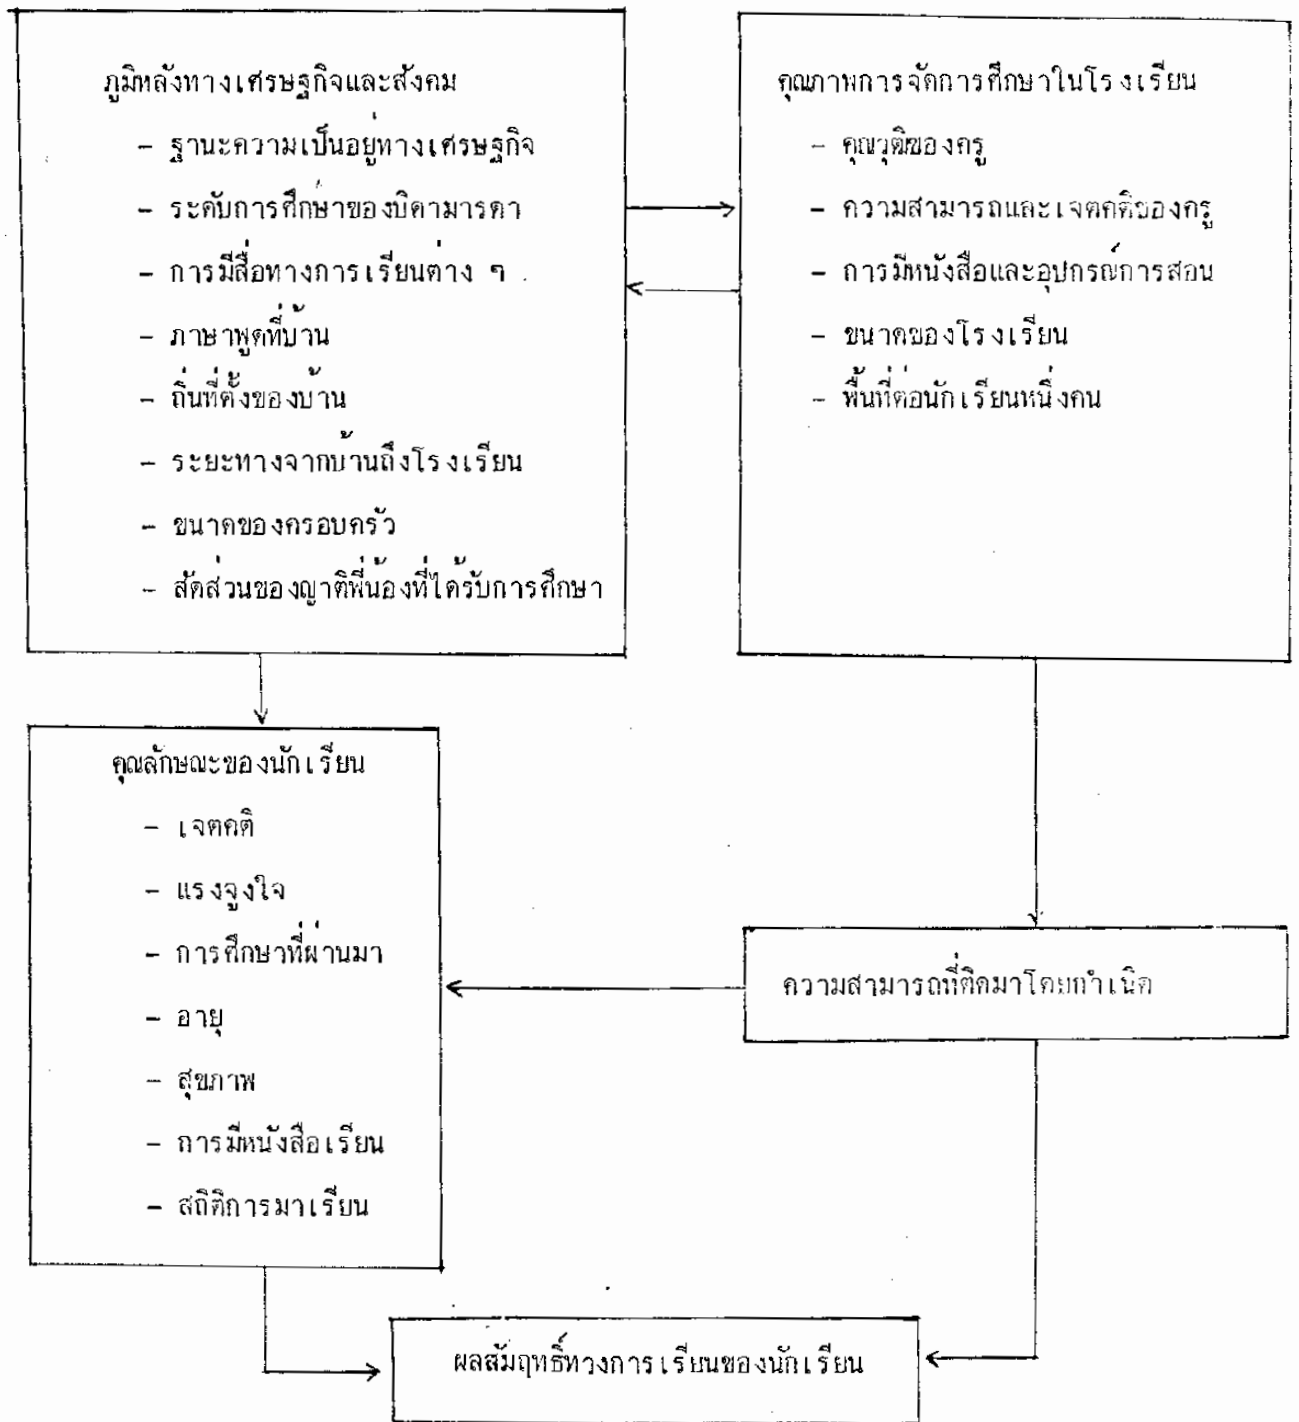 ภูมิหลังทางเศรษฐกิจและสังคม
- ฐานะความเป็นอยู่ทางเศรษฐกิจ
- ระดับการศึกษาของบิดามารดา
- การมีสื่อทางการเรียนต่าง ๆ
- ภาษาพูดที่บ้าน
- ถิ่นที่ตั้งของบ้าน
- ระยะทางจากบ้านถึงโรงเรียน
- ขนาดของครอบครัว
- สัดส่วนของญาติพี่น้องที่ได้รับการศึกษา
คุณภาพการจัดการศึกษาในโรงเรียน
- คุณวุฒิของครู
- ความสามารถและเจตคติของครู
- การมีหนังสือและอุปกรณ์การสอน
- ขนาดของโรงเรียน
- พื้นที่ต่อนักเรียนหนึ่งคน
คุณลักษณะของนักเรียน
- เจตคติ
- แรงจูงใจ
- การศึกษาที่ผ่านมา
- อายุ
- สุขภาพ
- การมีหนังสือเรียน
- สถิติการมาเรียน
ความสามารถที่ติดมาโดยกำเนิด
ผลสัมฤทธิ์ทางการเรียนของนักเรียน